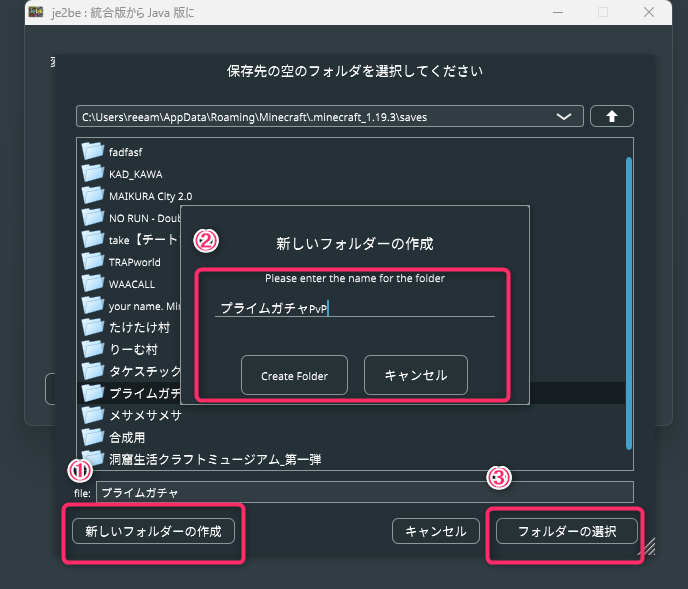 je2be : 統合版から Java 版に
保存先の空のフォルダを選択してください
C:\Users\reeam\AppData\Roaming\Minecraft\.minecraft_1.19.3\saves
fadfasf
KAD_KAWA
MAIKURA City 2.0
NO RUN - Doub
②
新しいフォルダーの作成
take【チート
TRAPworld
Please enter the name for the folder
WAACALL
your name. Mi
プライムガチャPvP
たけたけ村
りーむ村
タケスチック
Create Folder
キャンセル
プライムガチ
メサメサメサ
合成用
洞窟生活クラフトミュージアム_第一弾
①
③
file:
プライムガチャ
新しいフォルダーの作成
キャンセル
フォルダーの選択